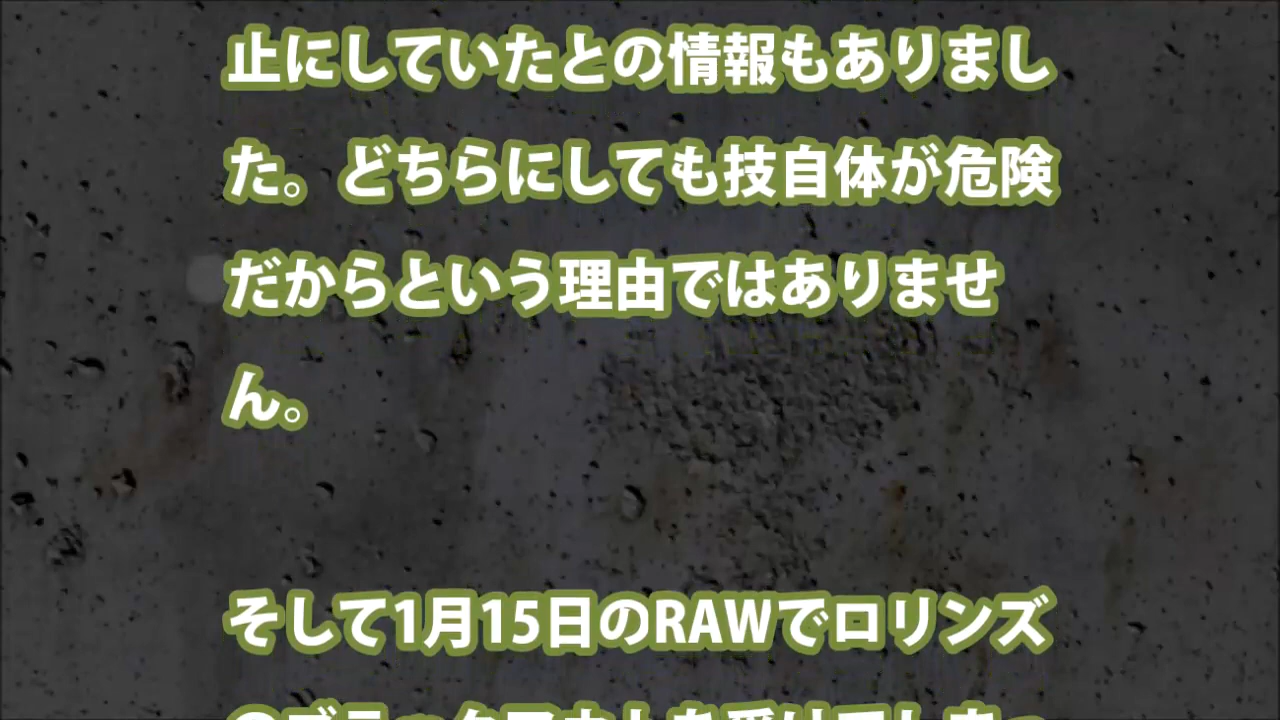 止にしていたとの情報もありまし
た。どちらにしても技自体が危険
だからという理由ではありませ
ん。
そして1月15日のRAWでロリンズ